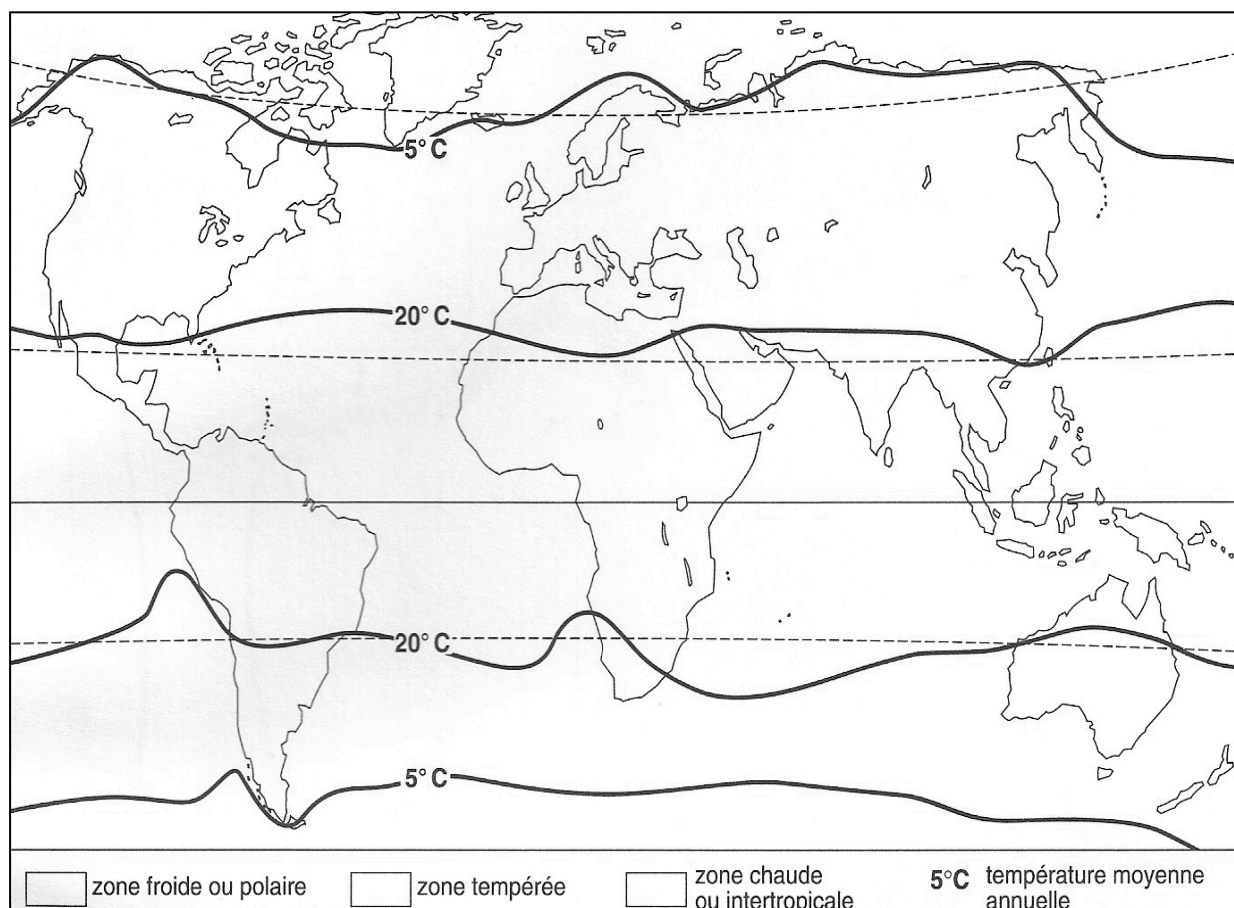 5° C
20° C
20° C
5° C
zone froide ou polaire
zone tempérée
zone chaude
ou intertropicale
5°C
température moyenne
annuelle